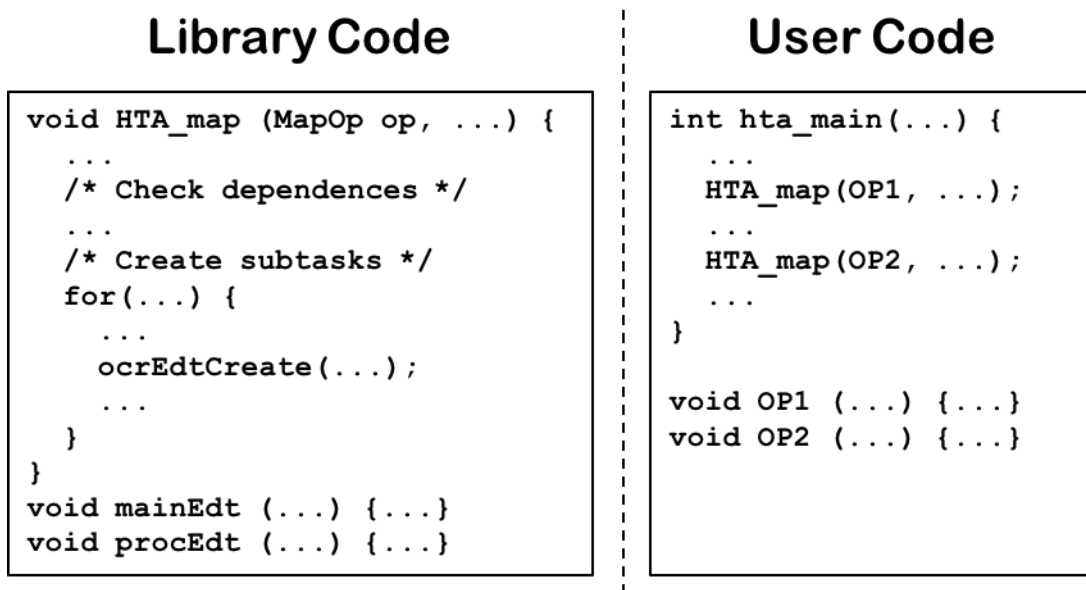 Library Code
void HTA_map (MapOp op, ...) {
...
/* Check dependences */
...
/* Create subtasks */
for(...) {
...
ocrEdtCreate(...);
...
}
}
void mainEdt (...) {...}
void procEdt (...) {...}
User Code
int hta_main(...) {
...
HTA_map(OP1, ...);
...
HTA_map(OP2, ...);
...
}
void OP1 (...) {...}
void OP2 (...) {...}